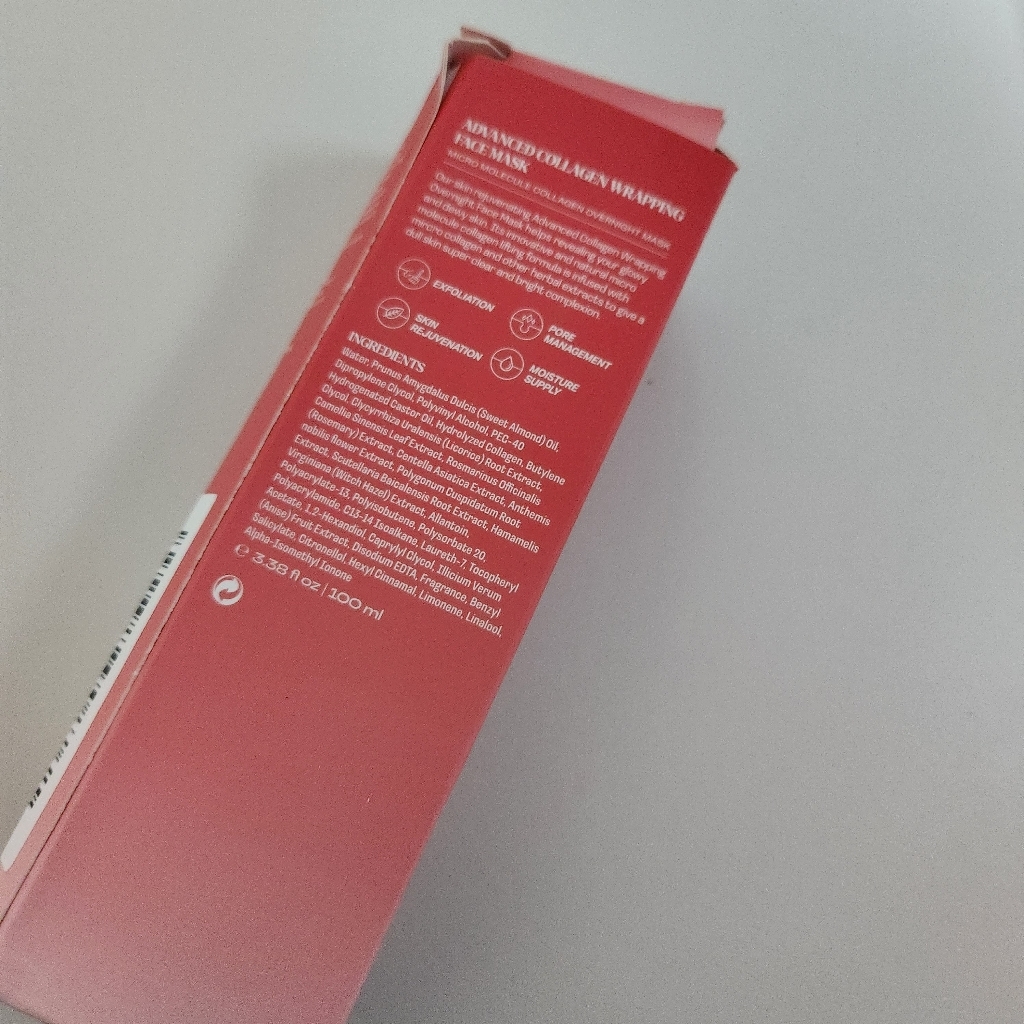 ADVANCED COLLAGEN WRAPPING
FACE MASK
MICRO MOLECULE COLLAGEN OVERNIGHT MASK
Our skin rejuvenating Advanced Collagen Wrapping
Overnight Face Mask helps revealing your glowy
and dewy skin. It's innovative and natural micro
molecule collagen lifting formula is infused with
mircro collagen and other herbal extracts to give a
dull skin super clear and bright complexion.
EXFOLIATION
PORE
MANAGEMENT
SKIN
REJUVENATION
MOISTURE
SUPPLY
INGREDIENTS
Water, Prunus Amygdalus Dulcis (Sweet Almond) Oil,
Dipropylene Glycol, Polyvinyl Alcohol, PEC-40
Hydrogenated Castor Oil, Hydrolyzed Collagen, Butylene
Glycol, Glycyrrhiza Uralensis (Licorice) Root Extract,
Camellia Sinensis Leaf Extract, Rosmarinus Officinalis
(Rosemary) Extract, Centella Asiatica Extract, Anthemis
nobilis flower Extract, Polygonum Cuspidatum Root
Extract, Scutellaria Baicalensis Root Extract, Hamamelis
Virginiana (Witch Hazel) Extract, Allantoin,
Polyacrylate-13, Polyisobutene, Polysorbate 20,
Polyacrylamide, C13-14 Isoalkane, Laureth-7, Tocopheryl
Acetate, 1,2-Hexandiol, Caprylyl Glycol, Illicium Verum
(Anise) Fruit Extract, Disodium EDTA, Fragrance, Benzyl
Salicylate, Citronellol, Hexyl Cinnamal, Limonene, Linalool,
Alpha-Isomethyl Ionone
℮ 3.38 fl oz | 100 ml